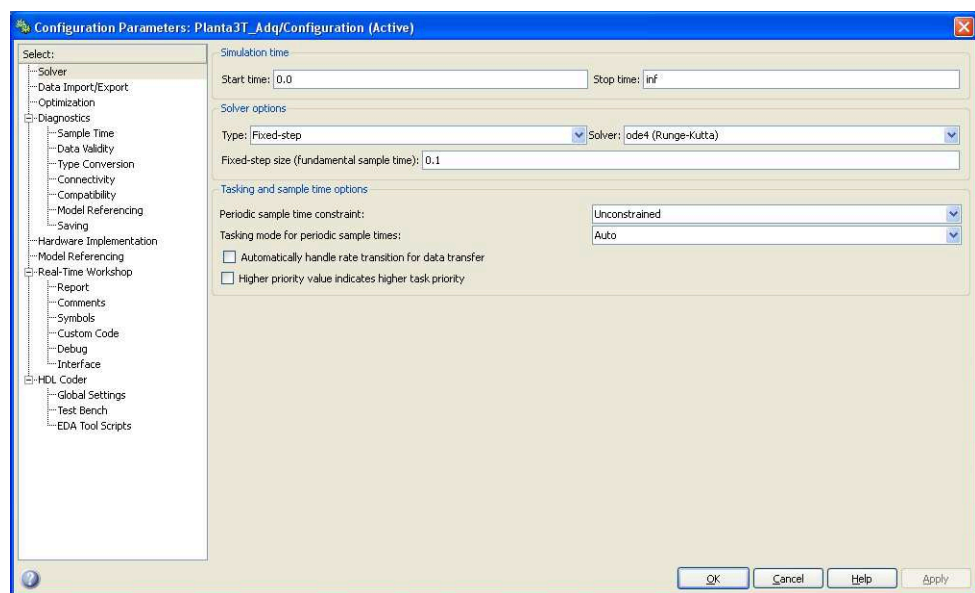 Configuration Parameters: Planta3T_Adq/Configuration (Active)
Select:
Solver
Data Import/Export
Optimization
Diagnostics
Sample Time
Data Validity
Type Conversion
Connectivity
Compatibility
Model Referencing
Saving
Hardware Implementation
Model Referencing
Real-Time Workshop
Report
Comments
Symbols
Custom Code
Debug
Interface
HDL Coder
Global Settings
Test Bench
EDA Tool Scripts
Simulation time
Start time: 0.0 Stop time: inf
Solver options
Type: Fixed-step Solver: ode4 (Runge-Kutta)
Fixed-step size (fundamental sample time): 0.1
Tasking and sample time options
Periodic sample time constraint: Unconstrained
Tasking mode for periodic sample times: Auto
Automatically handle rate transition for data transfer
Higher priority value indicates higher task priority
OK Cancel Help Apply